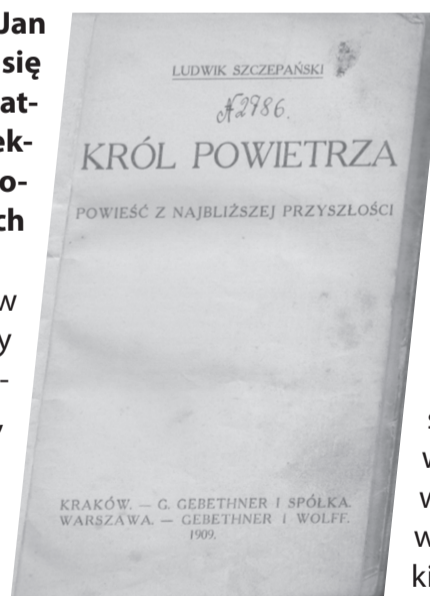 Jan
się
at-
ek-
o-
ch
w
y
-
LUDWIK SZCZEPAŃSKI
N2986.
KRÓL POWIETRZA
POWIEŚĆ Z NAJBLIŻSZEJ PRZYSZŁOŚCI
KRAKÓW. — G. GEBETHNER I SPÓŁKA.
WARSZAWA. — GEBETHNER I WOLFF.
1909.
w
w
ki